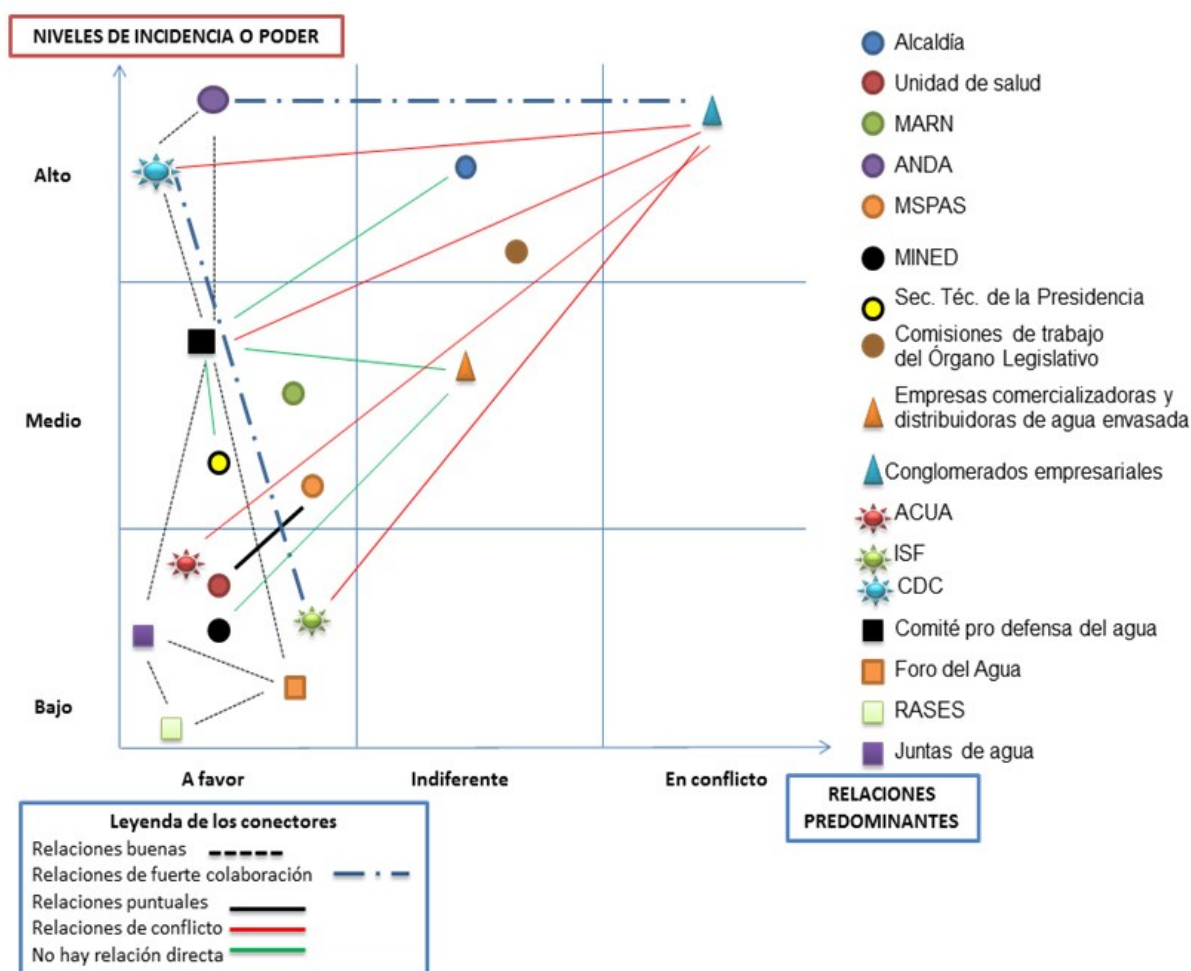 NIVELES DE INCIDENCIA O PODER
Alto
Medio
Bajo
A favor
Indiferente
En conflicto
RELACIONES
PREDOMINANTES
Alcaldía
Unidad de salud
MARN
ANDA
MSPAS
MINED
Sec. Téc. de la Presidencia
Comisiones de trabajo
del Órgano Legislativo
Empresas comercializadoras y
distribuidoras de agua envasada
Conglomerados empresariales
ACUA
ISF
CDC
Comité pro defensa del agua
Foro del Agua
RASES
Juntas de agua
Leyenda de los conectores
Relaciones buenas
Relaciones de fuerte colaboración
Relaciones puntuales
Relaciones de conflicto
No hay relación directa